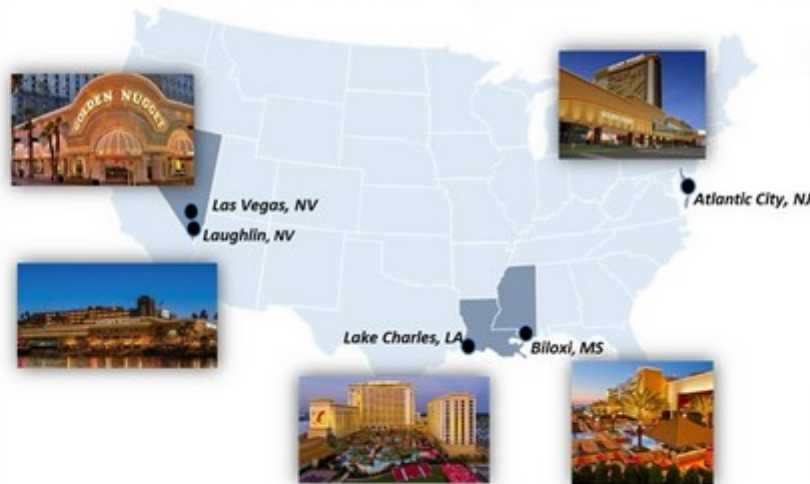 GOLDEN NUGGET
Las Vegas, NV
Laughlin, NV
Atlantic City, NJ
Lake Charles, LA
Biloxi, MS